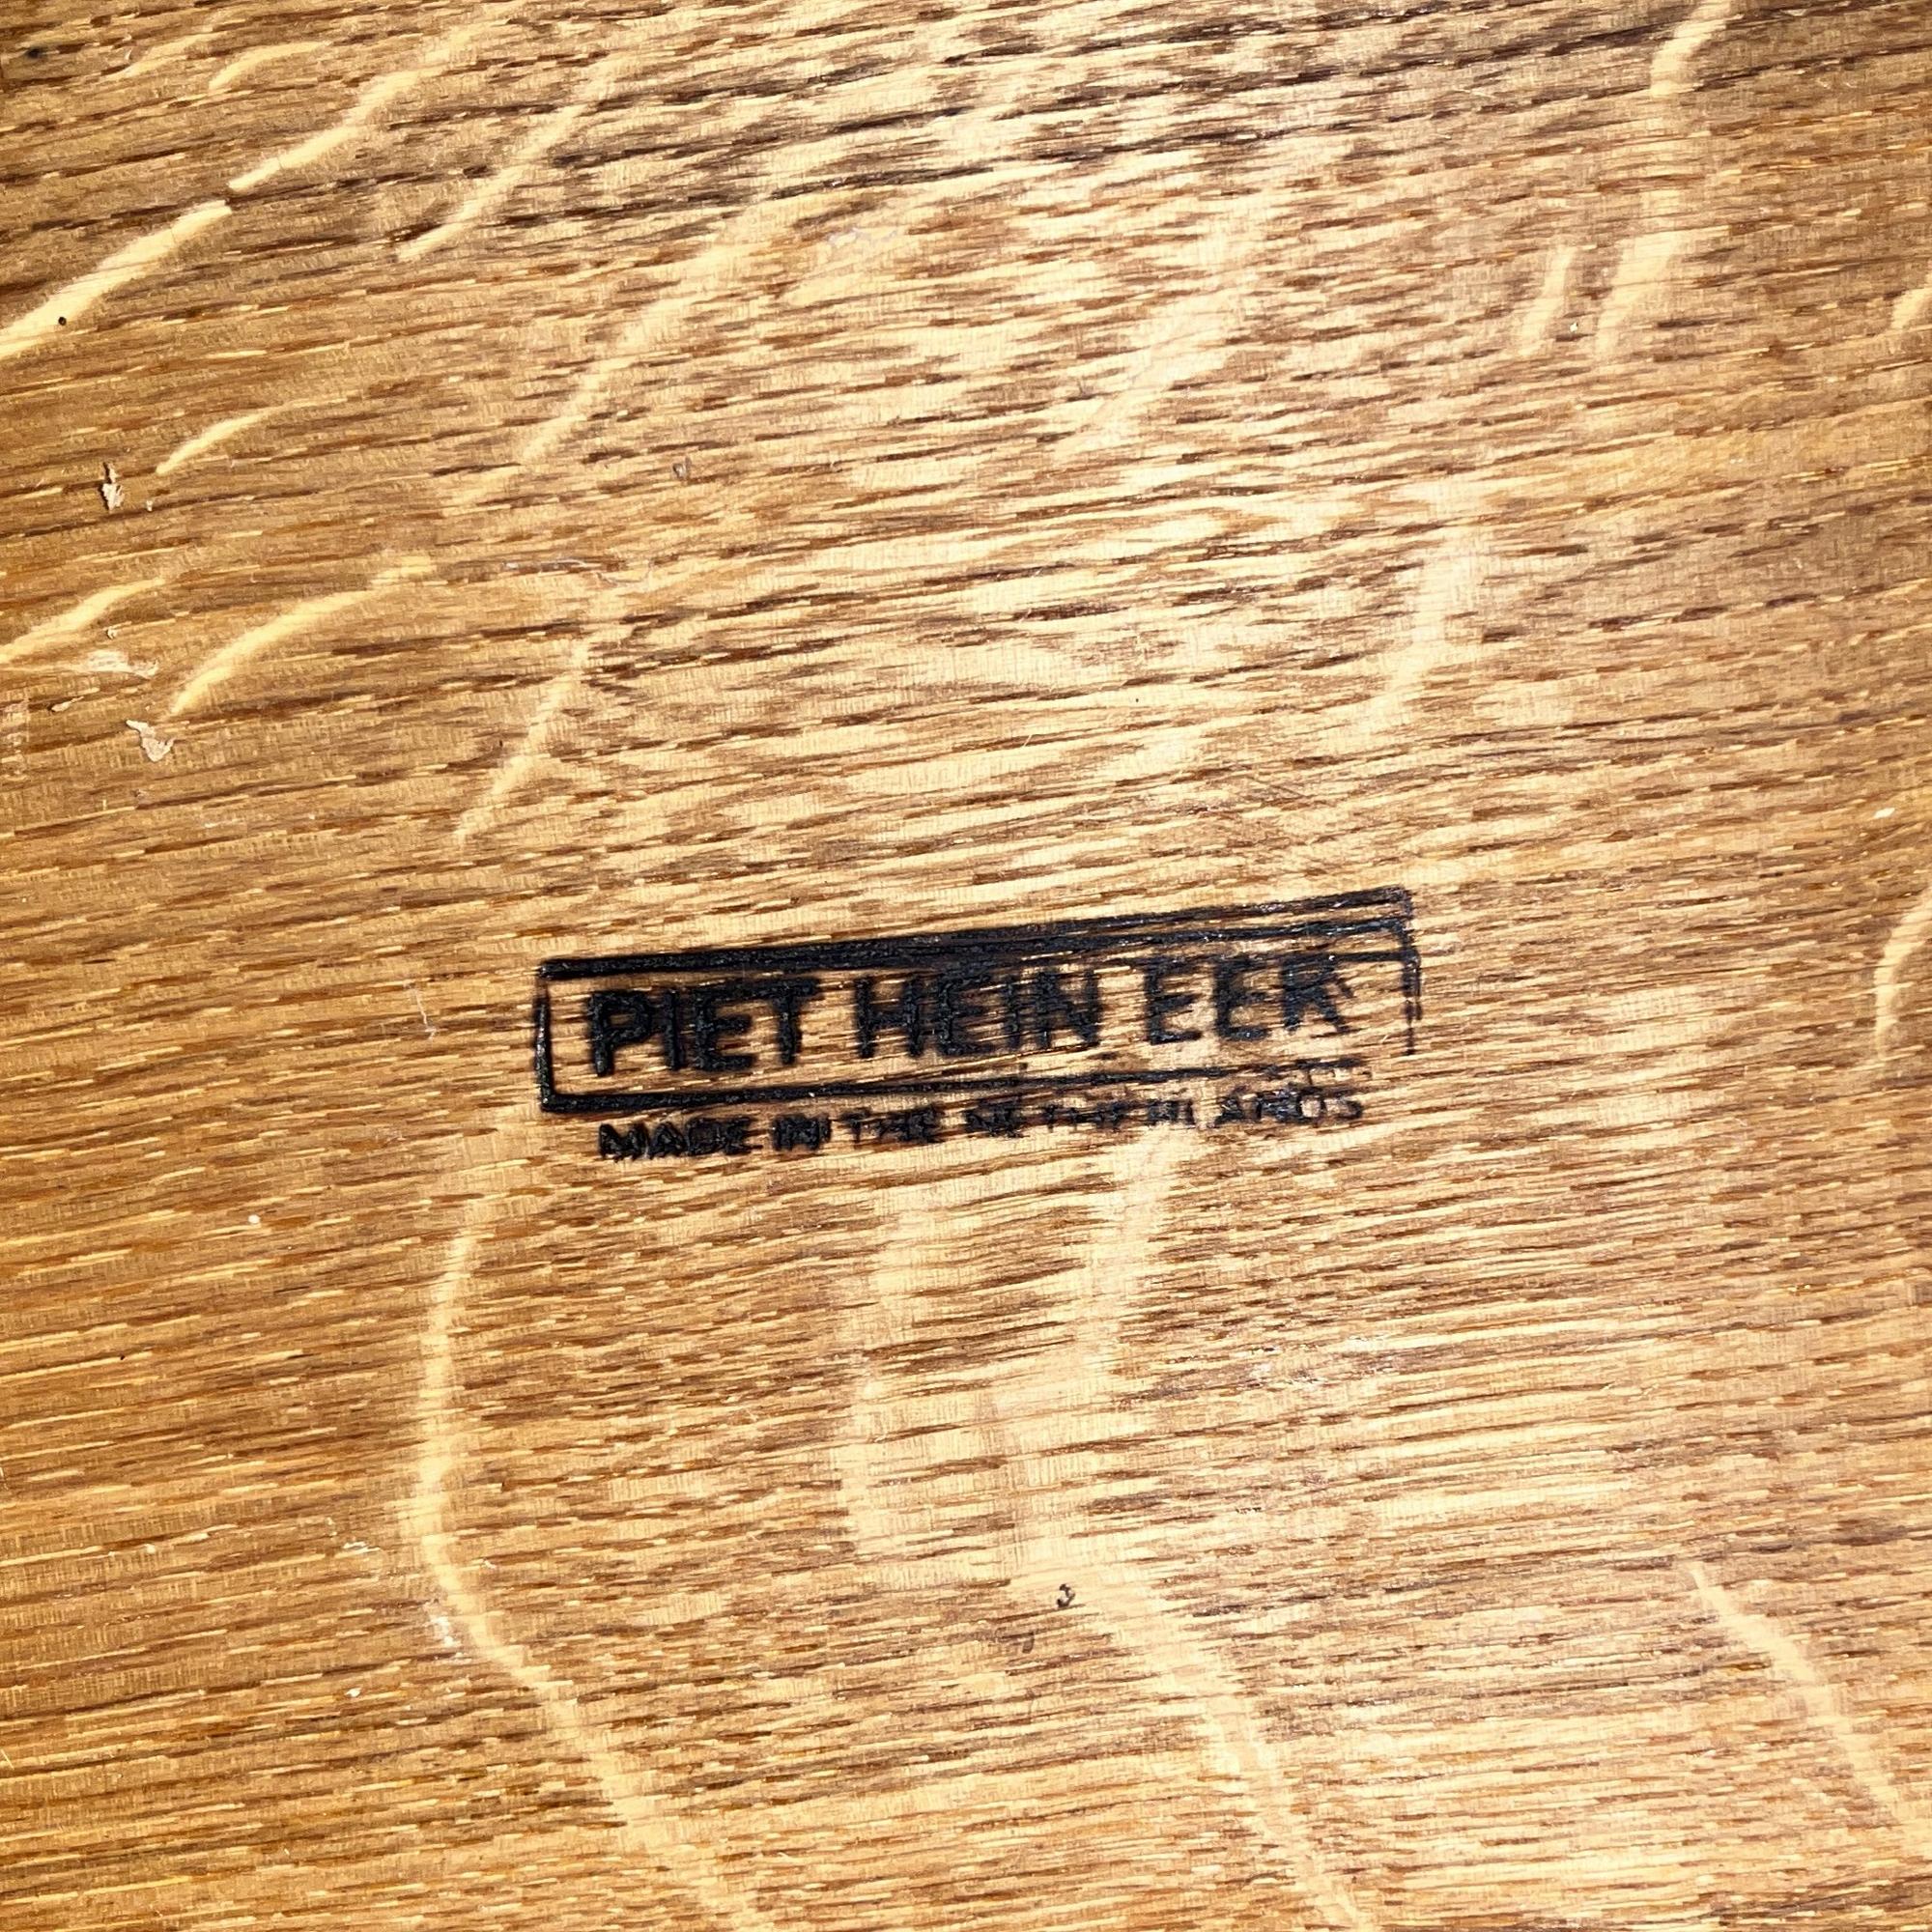 PIET HEIN EEK
MADE IN THE NETHERLANDS